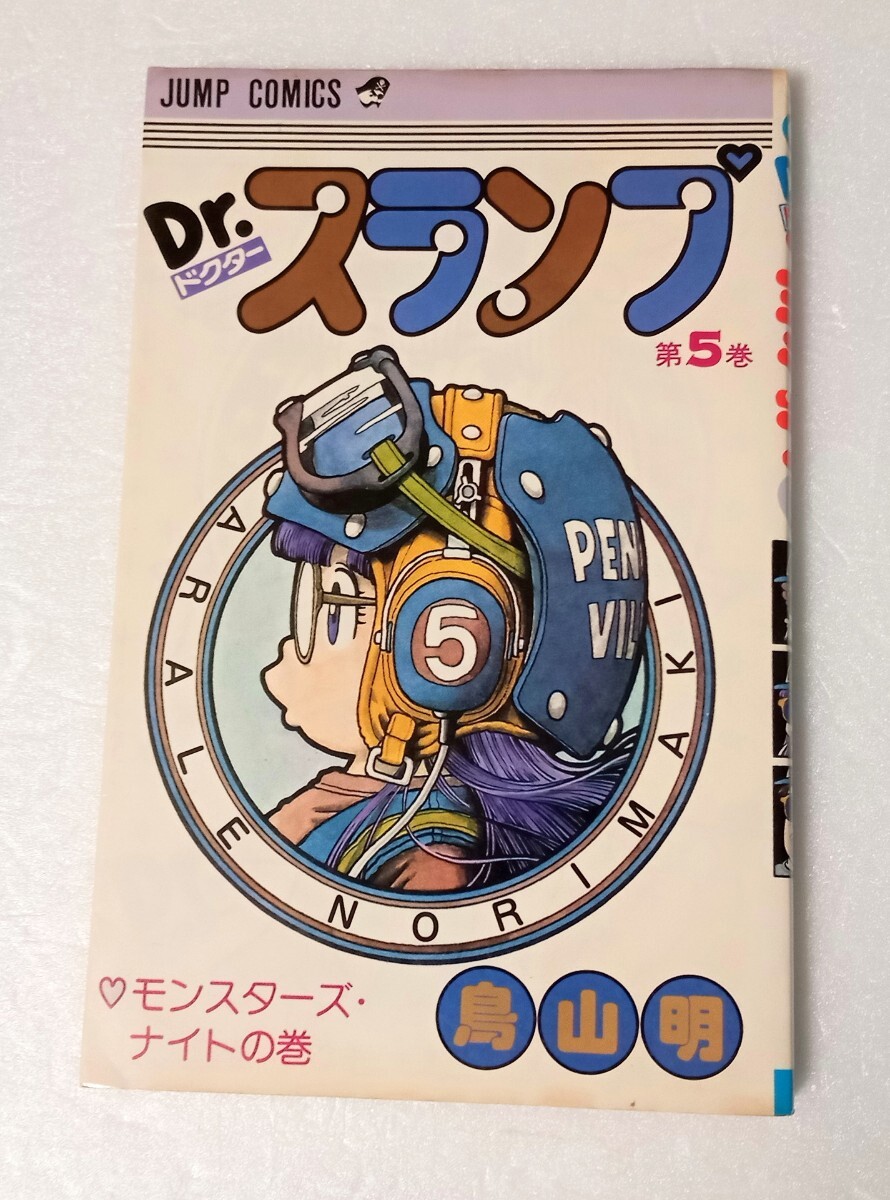 JUMP COMICS
Dr.スランプ
ドクター
第5巻
PEN
VIL
5
ARALE NORIMAKI
♡モンスターズ・
ナイトの巻
鳥山明